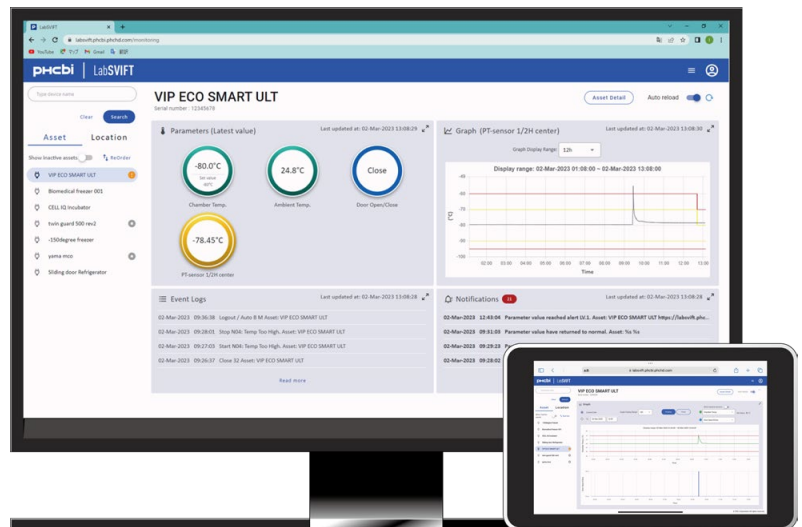 LabSVIFT
labsvift.phcbi.phchd.com/monitoring
YouTube マップ Gmail 翻訳
PHCbi LabSVIFT
Type device name
Clear Search
Asset Location
Show inactive assets ReOrder
VIP ECO SMART ULT
Biomedical freezer 001
CELL IQ Incubator
twin guard 500 rev2
-150degree freezer
yama mco
Sliding door Refrigerator
VIP ECO SMART ULT
Serial number : 12345678
Asset Detail Auto reload
Parameters (Latest value) Last updated at: 02-Mar-2023 13:08:29
-80.0°C
Set value
-80°C
Chamber Temp.
24.8°C
Ambient Temp.
Close
Door Open/Close
-78.45°C
PT-sensor 1/2H center
Graph (PT-sensor 1/2H center) Last updated at: 02-Mar-2023 13:08:30
Graph Display Range 12h
Display range: 02-Mar-2023 01:08:00 ~ 02-Mar-2023 13:08:00
(°C)
-60
-70
-80
-90
-100
02:00 03:00 04:00 05:00 06:00 07:00 08:00 09:00 10:00 11:00 12:00 13:00
Time
Event Logs Last updated at: 02-Mar-2023 13:08:28
02-Mar-2023 09:36:38 Logout / Auto 8 M Asset: VIP ECO SMART ULT
02-Mar-2023 09:28:01 Stop N04: Temp Too High. Asset: VIP ECO SMART ULT
02-Mar-2023 09:27:03 Start N04: Temp Too High. Asset: VIP ECO SMART ULT
02-Mar-2023 09:26:37 Close 32 Asset: VIP ECO SMART ULT
Read more
Notifications 11 Last updated at: 02-Mar-2023 13:08:28
02-Mar-2023 12:43:04 Parameter value reached alert LV.1. Asset: VIP ECO SMART ULT https://labsvift.phc...
02-Mar-2023 09:31:03 Parameter value have returned to normal. Asset: %s %s
02-Mar-2023 09:29:23
02-Mar-2023 09:28:02
PHCbi LabSVIFT
VIP ECO SMART ULT
Asset Location